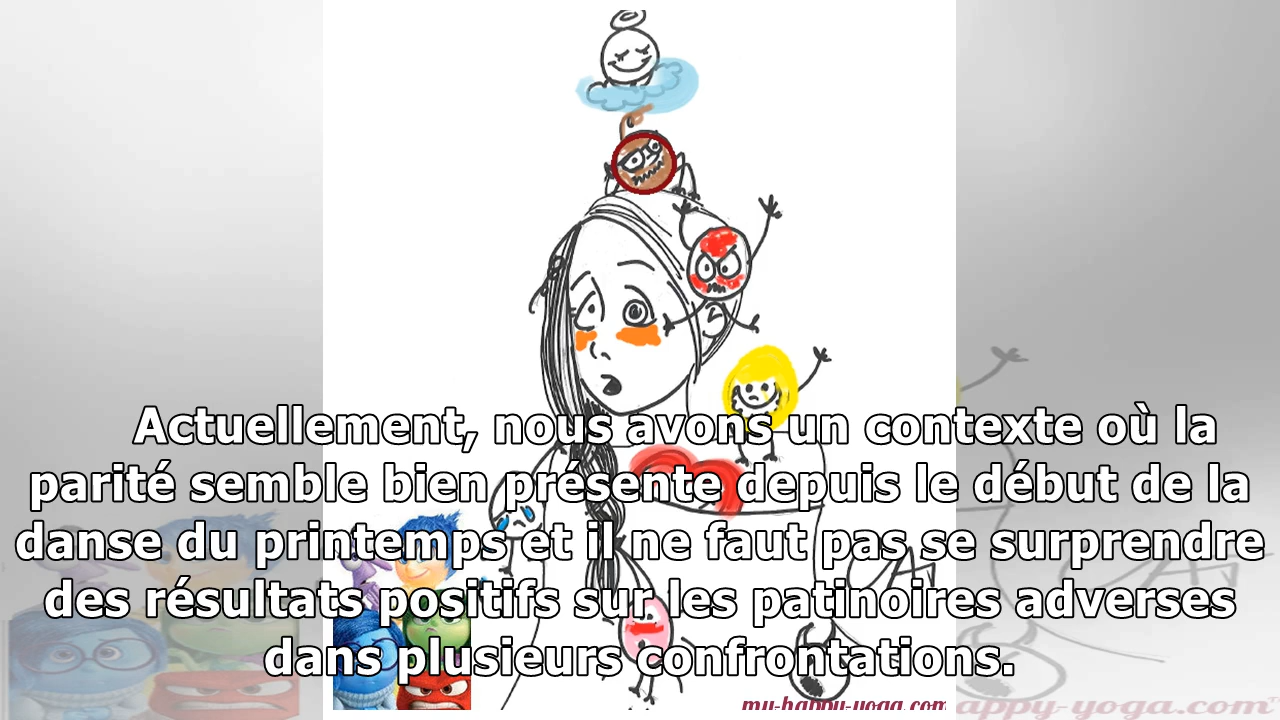 Actuellement, nous avons un contexte où la
parité semble bien présente depuis le début de la
danse du printemps et il ne faut pas se surprendre
des résultats positifs sur les patinoires adverses
dans plusieurs confrontations.
my-happy-yoga.com
appy-yoga.com